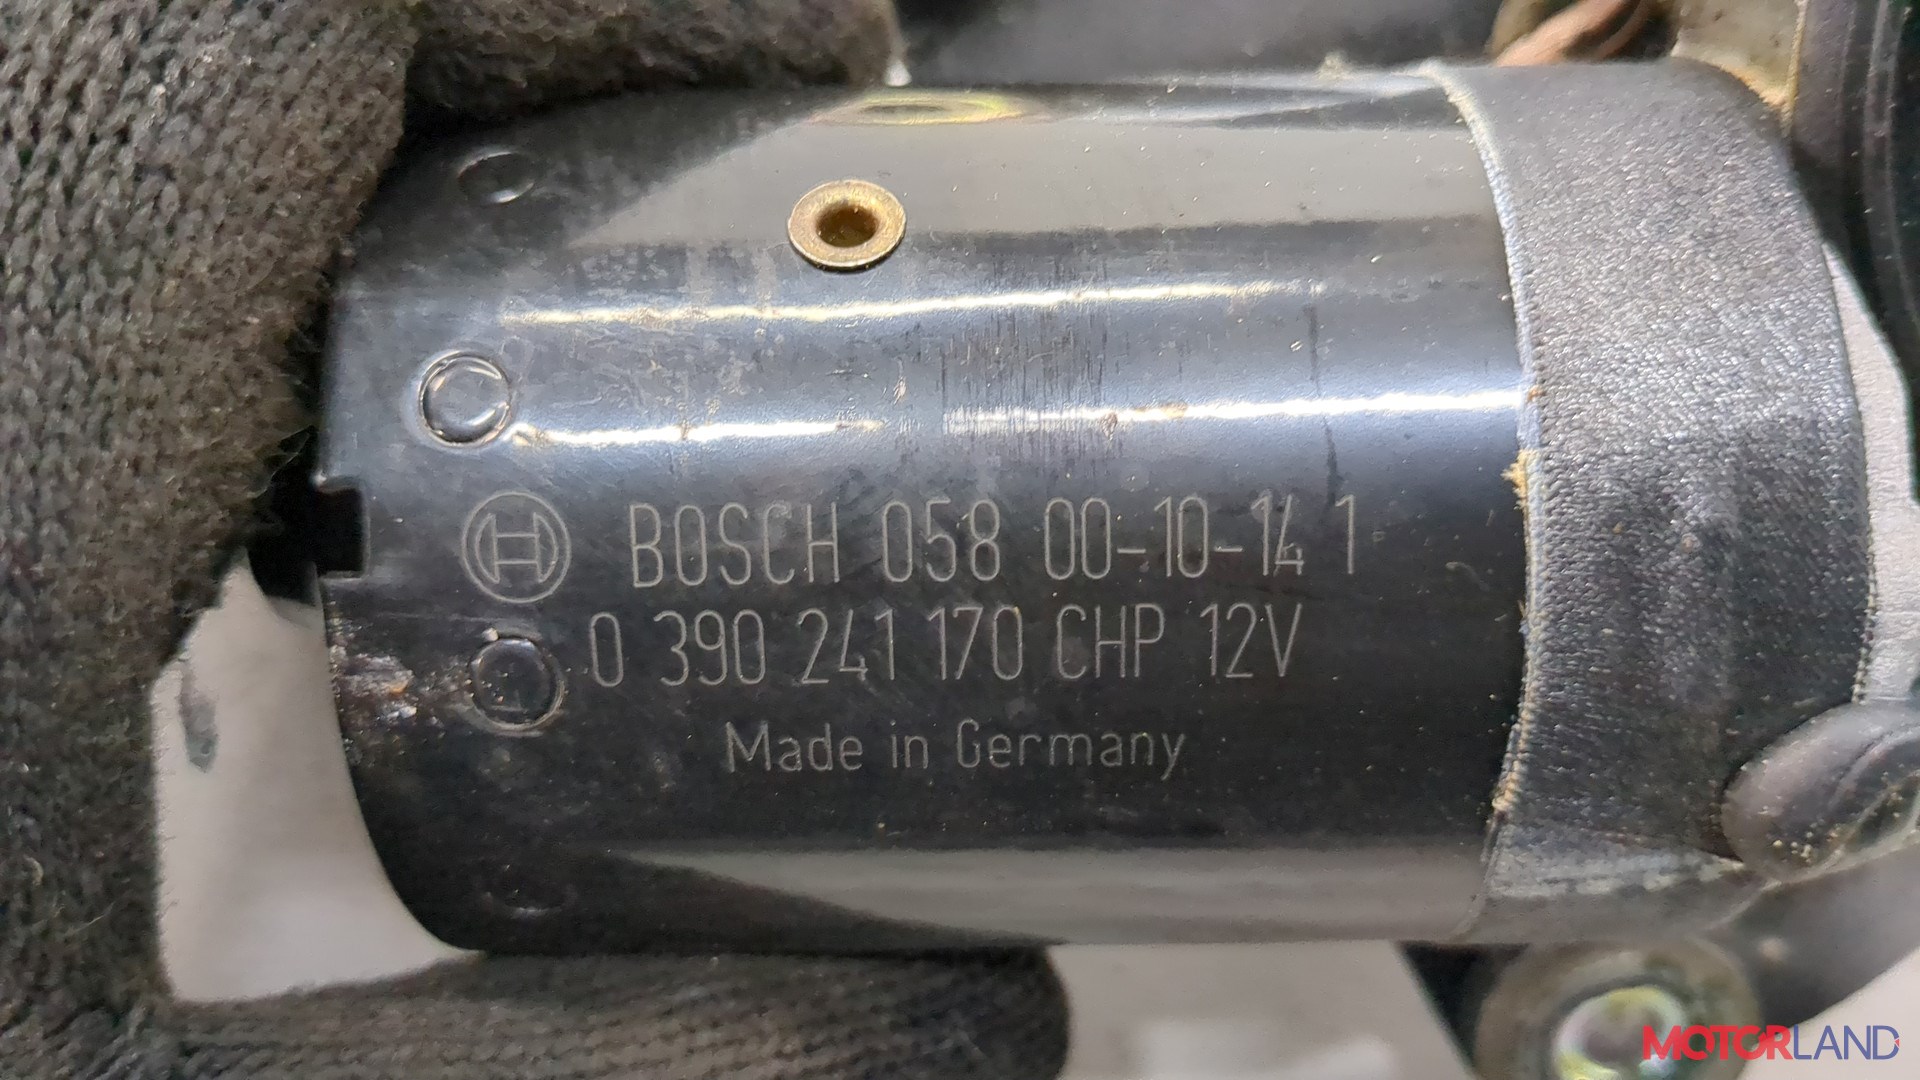 BOSCH 058 00-10-14 1
0 390 241 170 CHP 12V
Made in Germany
MOTORLAND